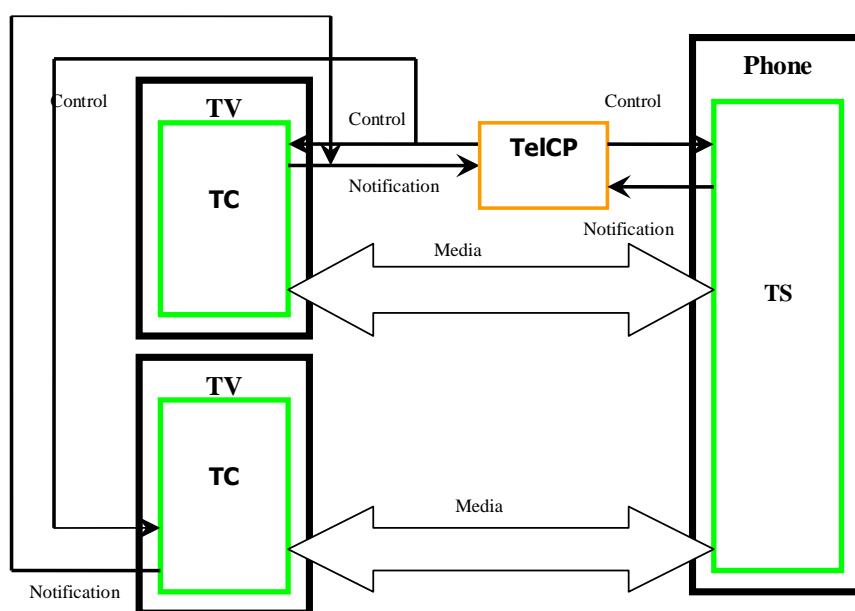 Phone
Control
TV
Control
Control
TelCP
TC
Notification
Notification
Media
TS
TV
TC
Media
Notification